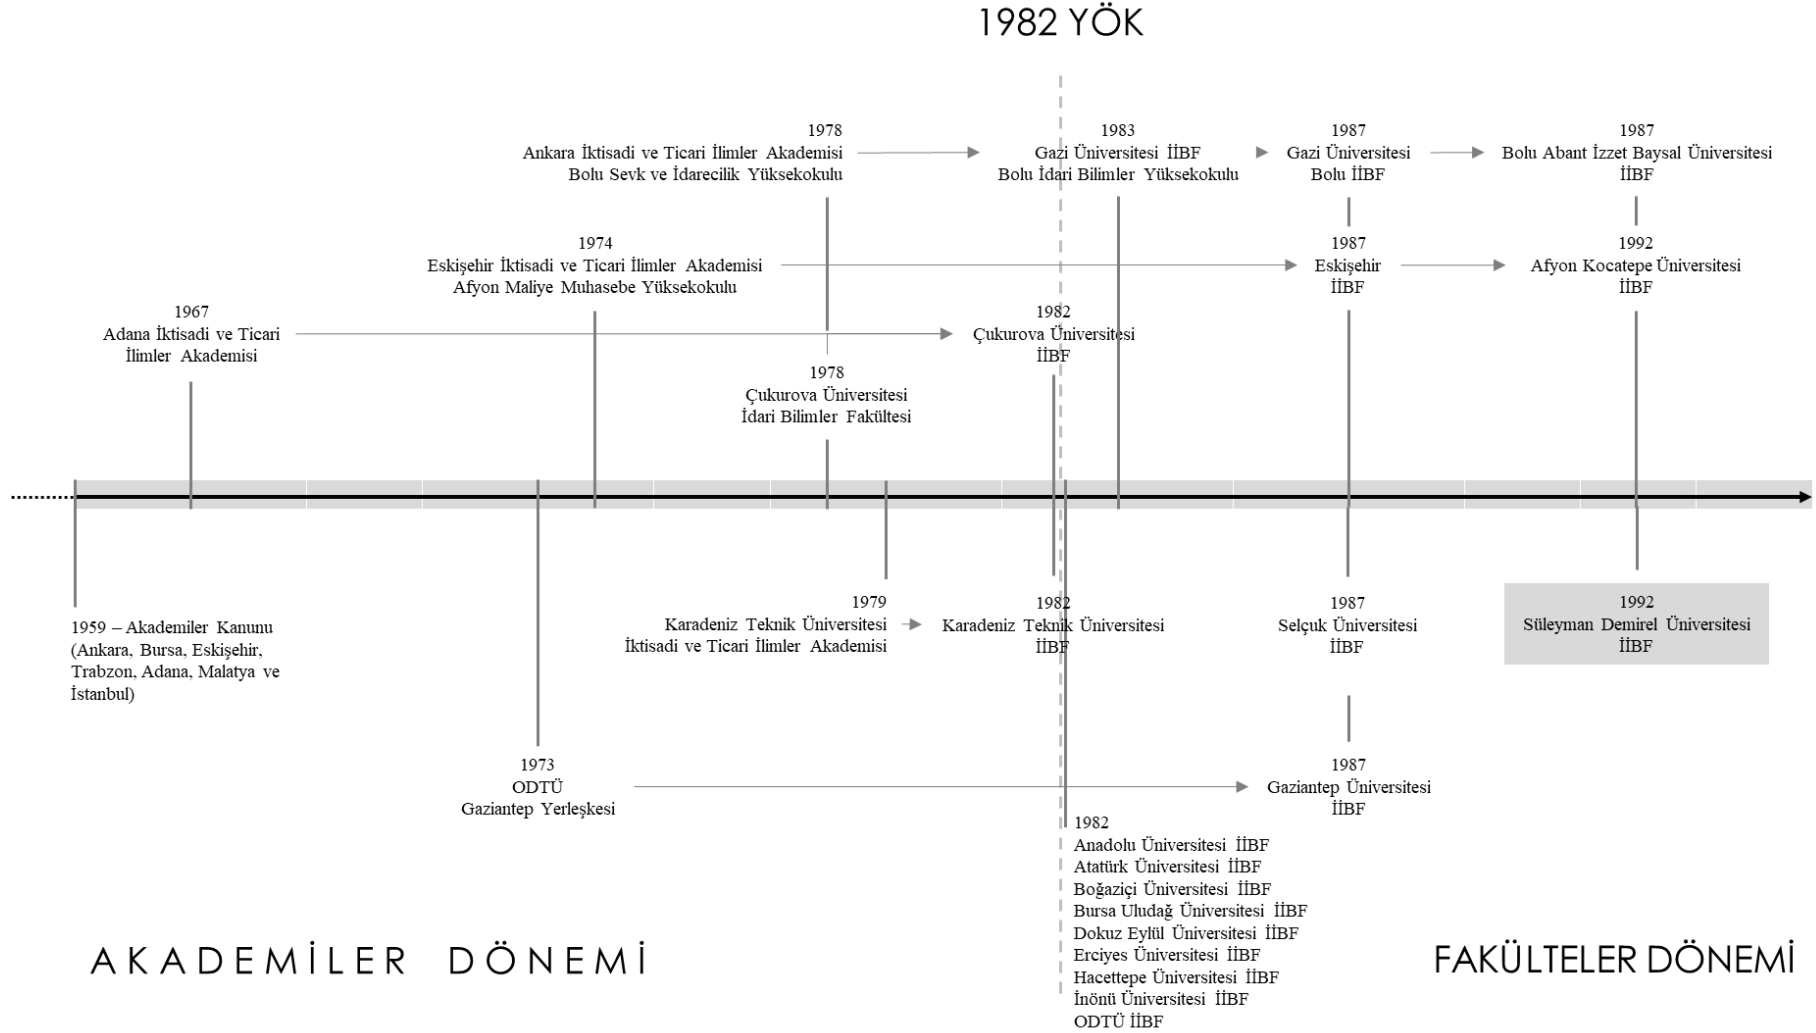 1982 YÖK
1978
Ankara İktisadi ve Ticari İlimler Akademisi
Bolu Sevk ve İdarecilik Yüksekokulu
1983
Gazi Üniversitesi İİBF
Bolu İdari Bilimler Yüksekokulu
1987
Gazi Üniversitesi
Bolu İİBF
1987
Bolu Abant İzzet Baysal Üniversitesi
İİBF
1974
Eskişehir İktisadi ve Ticari İlimler Akademisi
Afyon Maliye Muhasebe Yüksekokulu
1987
Eskişehir
İİBF
1992
Afyon Kocatepe Üniversitesi
İİBF
1967
Adana İktisadi ve Ticari
İlimler Akademisi
1982
Çukurova Üniversitesi
İİBF
1978
Çukurova Üniversitesi
İdari Bilimler Fakültesi
1959 – Akademiler Kanunu
(Ankara, Bursa, Eskişehir,
Trabzon, Adana, Malatya ve
İstanbul)
1979
Karadeniz Teknik Üniversitesi
İktisadi ve Ticari İlimler Akademisi
1982
Karadeniz Teknik Üniversitesi
İİBF
1987
Selçuk Üniversitesi
İİBF
1992
Süleyman Demirel Üniversitesi
İİBF
1973
ODTÜ
Gaziantep Yerleşkesi
1987
Gaziantep Üniversitesi
İİBF
1982
Anadolu Üniversitesi İİBF
Atatürk Üniversitesi İİBF
Boğaziçi Üniversitesi İİBF
Bursa Uludağ Üniversitesi İİBF
Dokuz Eylül Üniversitesi İİBF
Erciyes Üniversitesi İİBF
Hacettepe Üniversitesi İİBF
İnönü Üniversitesi İİBF
ODTÜ İİBF
AKADEMİLER DÖNEMİ
FAKÜLTELER DÖNEMİ